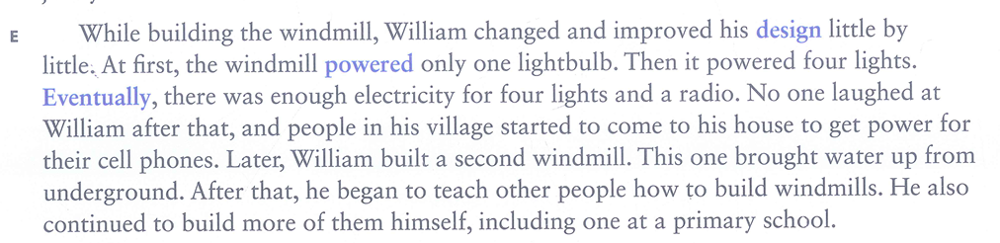 E While building the windmill, William changed and improved his design little by
little. At first, the windmill powered only one lightbulb. Then it powered four lights.
Eventually, there was enough electricity for four lights and a radio. No one laughed at
William after that, and people in his village started to come to his house to get power for
their cell phones. Later, William built a second windmill. This one brought water up from
underground. After that, he began to teach other people how to build windmills. He also
continued to build more of them himself, including one at a primary school.